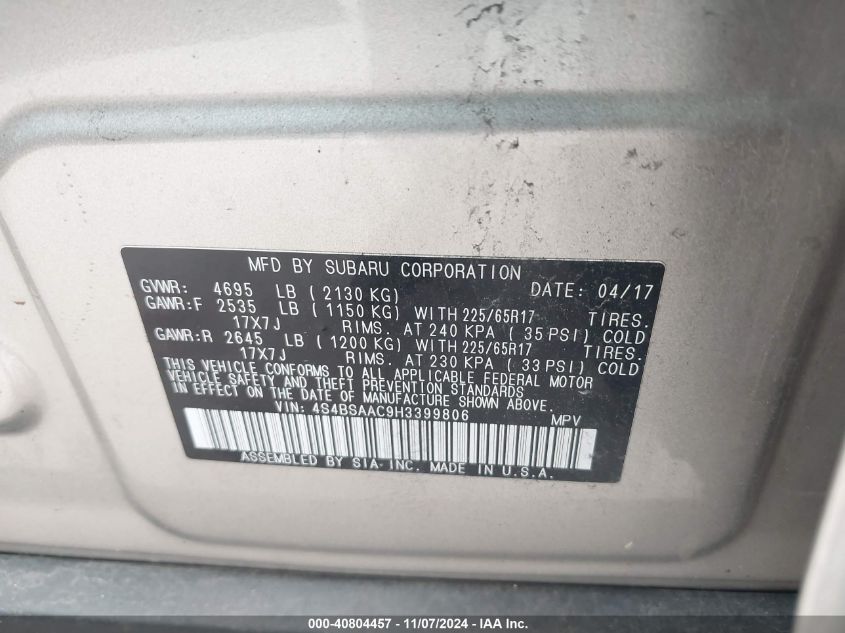 MFD BY SUBARU CORPORATION
GVWR: 4695 LB ( 2130 KG) DATE: 04/17
GAWR:F 2535 LB ( 1150 KG) WITH 225/65R17 TIRES.
17X7J RIMS. AT 240 KPA ( 35 PSI) COLD
GAWR:R 2645 LB ( 1200 KG) WITH 225/65R17 TIRES.
17X7J RIMS. AT 230 KPA ( 33 PSI) COLD
THIS VEHICLE CONFORMS TO ALL APPLICABLE FEDERAL MOTOR
VEHICLE SAFETY AND THEFT PREVENTION STANDARDS
IN EFFECT ON THE DATE OF MANUFACTURE SHOWN ABOVE.
VIN: 4S4BSAAC9H3399806 MPV
ASSEMBLED BY SIA-INC. MADE IN U.S.A.
000-40804457 - 11/07/2024 - IAA Inc.